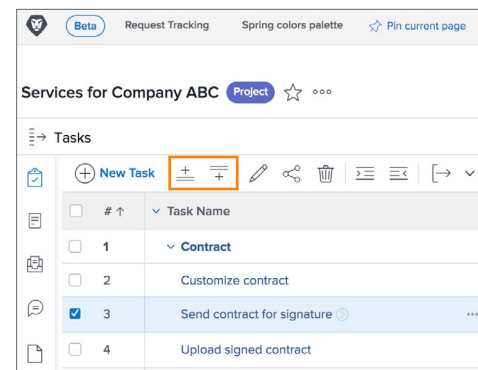 Beta Request Tracking Spring colors palette Pin current page
Services for Company ABC Project
Tasks
New Task
# ↑ Task Name
1 Contract
2 Customize contract
3 Send contract for signature
4 Upload signed contract